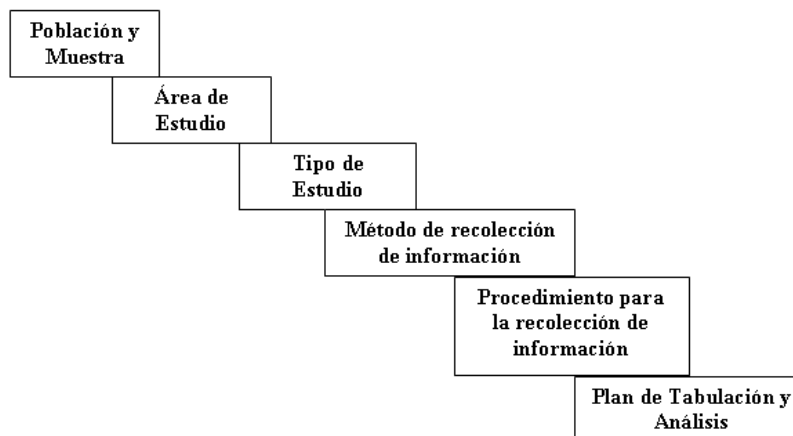 Población y
Muestra
Área de
Estudio
Tipo de
Estudio
Método de recolección
de información
Procedimiento para
la recolección de
información
Plan de Tabulación y
Análisis